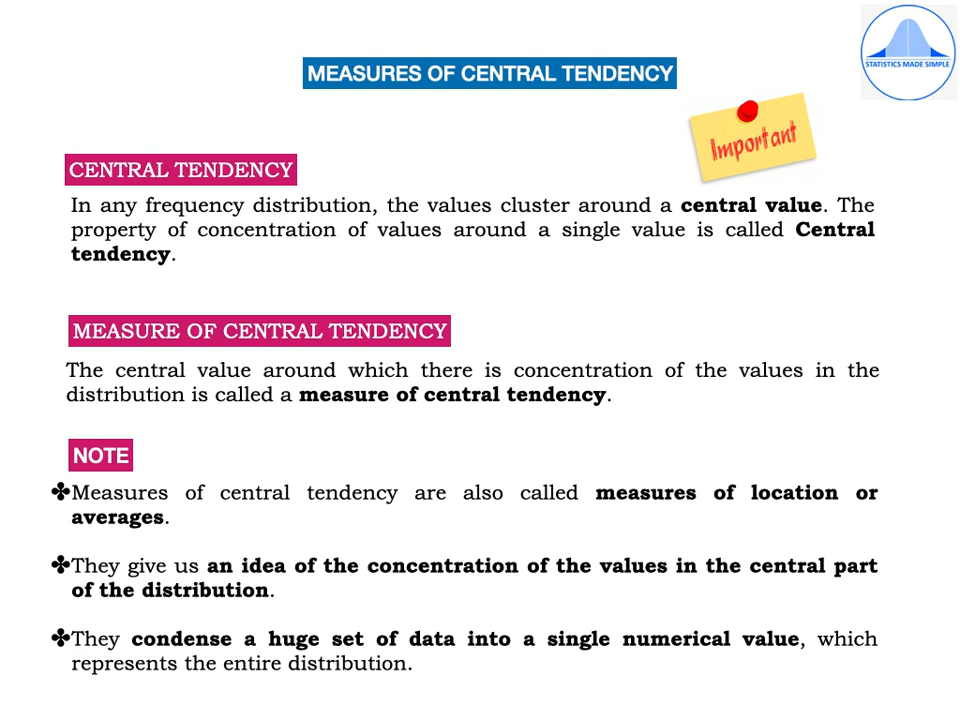 STATISTICS MADE SIMPLE
MEASURES OF CENTRAL TENDENCY
Important
CENTRAL TENDENCY
In any frequency distribution, the values cluster around a central value. The
property of concentration of values around a single value is called Central
tendency.
MEASURE OF CENTRAL TENDENCY
The central value around which there is concentration of the values in the
distribution is called a measure of central tendency.
NOTE
✤Measures of central tendency are also called measures of location or
averages.
✤They give us an idea of the concentration of the values in the central part
of the distribution.
✤They condense a huge set of data into a single numerical value, which
represents the entire distribution.